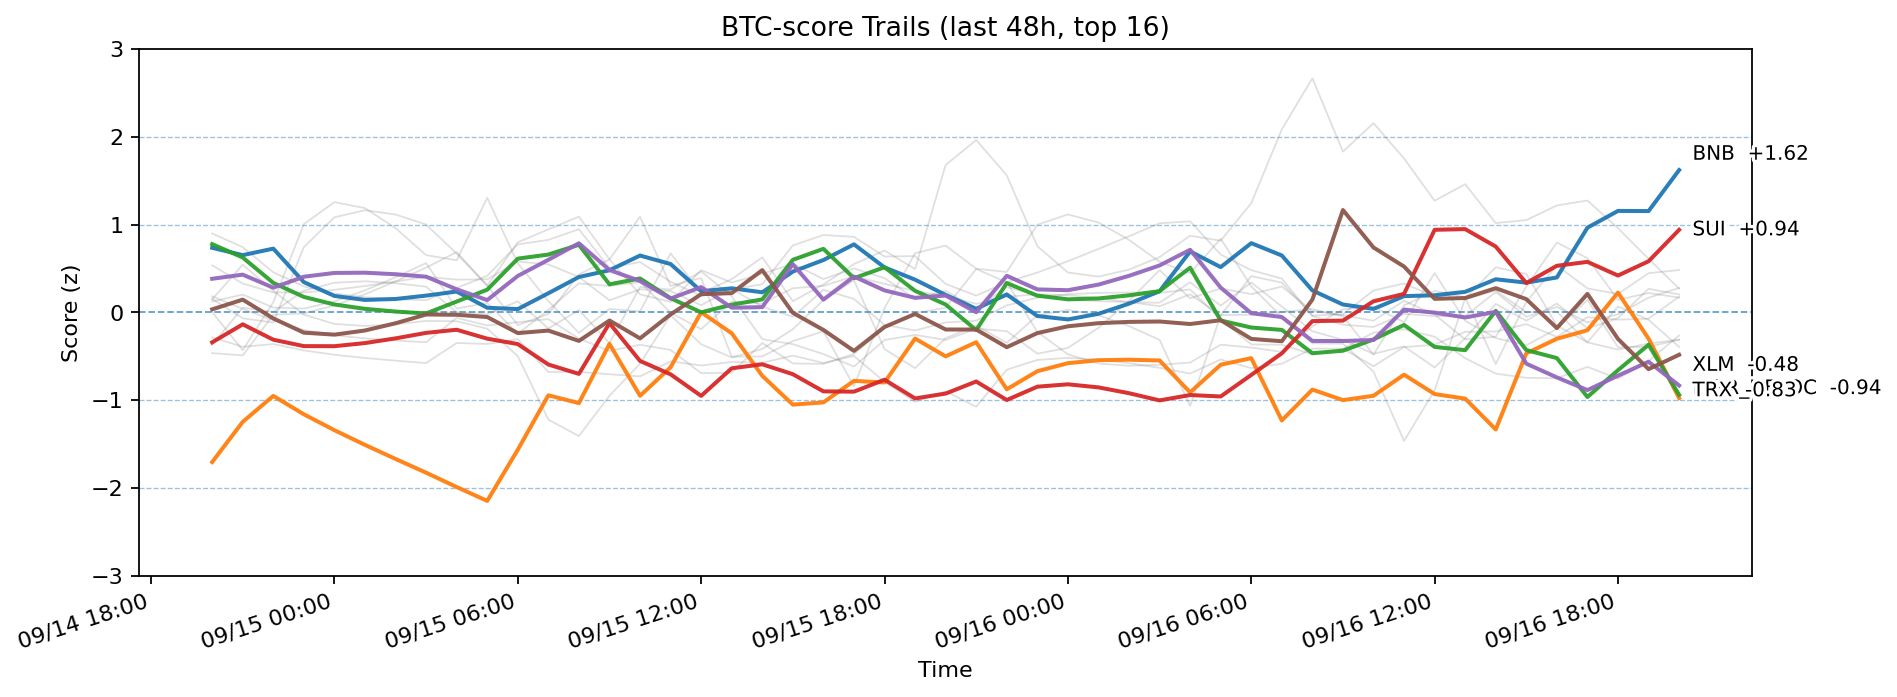 BTC-score Trails (last 48h, top 16)
3
2
1
0
−1
−2
−3
Score (z)
BNB +1.62
SUI +0.94
XLM -0.48
TRX -0.83
-0.94
09/14 18:00
09/15 00:00
09/15 06:00
09/15 12:00
09/15 18:00
09/16 00:00
09/16 06:00
09/16 12:00
09/16 18:00
Time